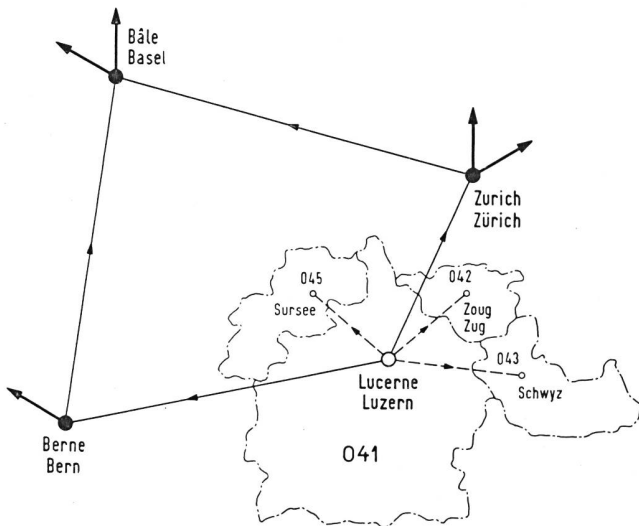 Bâle
Basel
Zurich
Zürich
045
Sursee
042
Zoug
Zug
043
Schwyz
Lucerne
Luzern
Berne
Bern
041